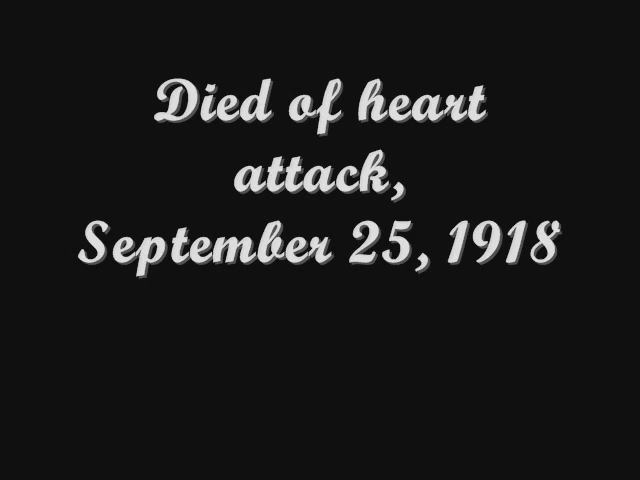 Died of heart
attack,
September 25, 1918